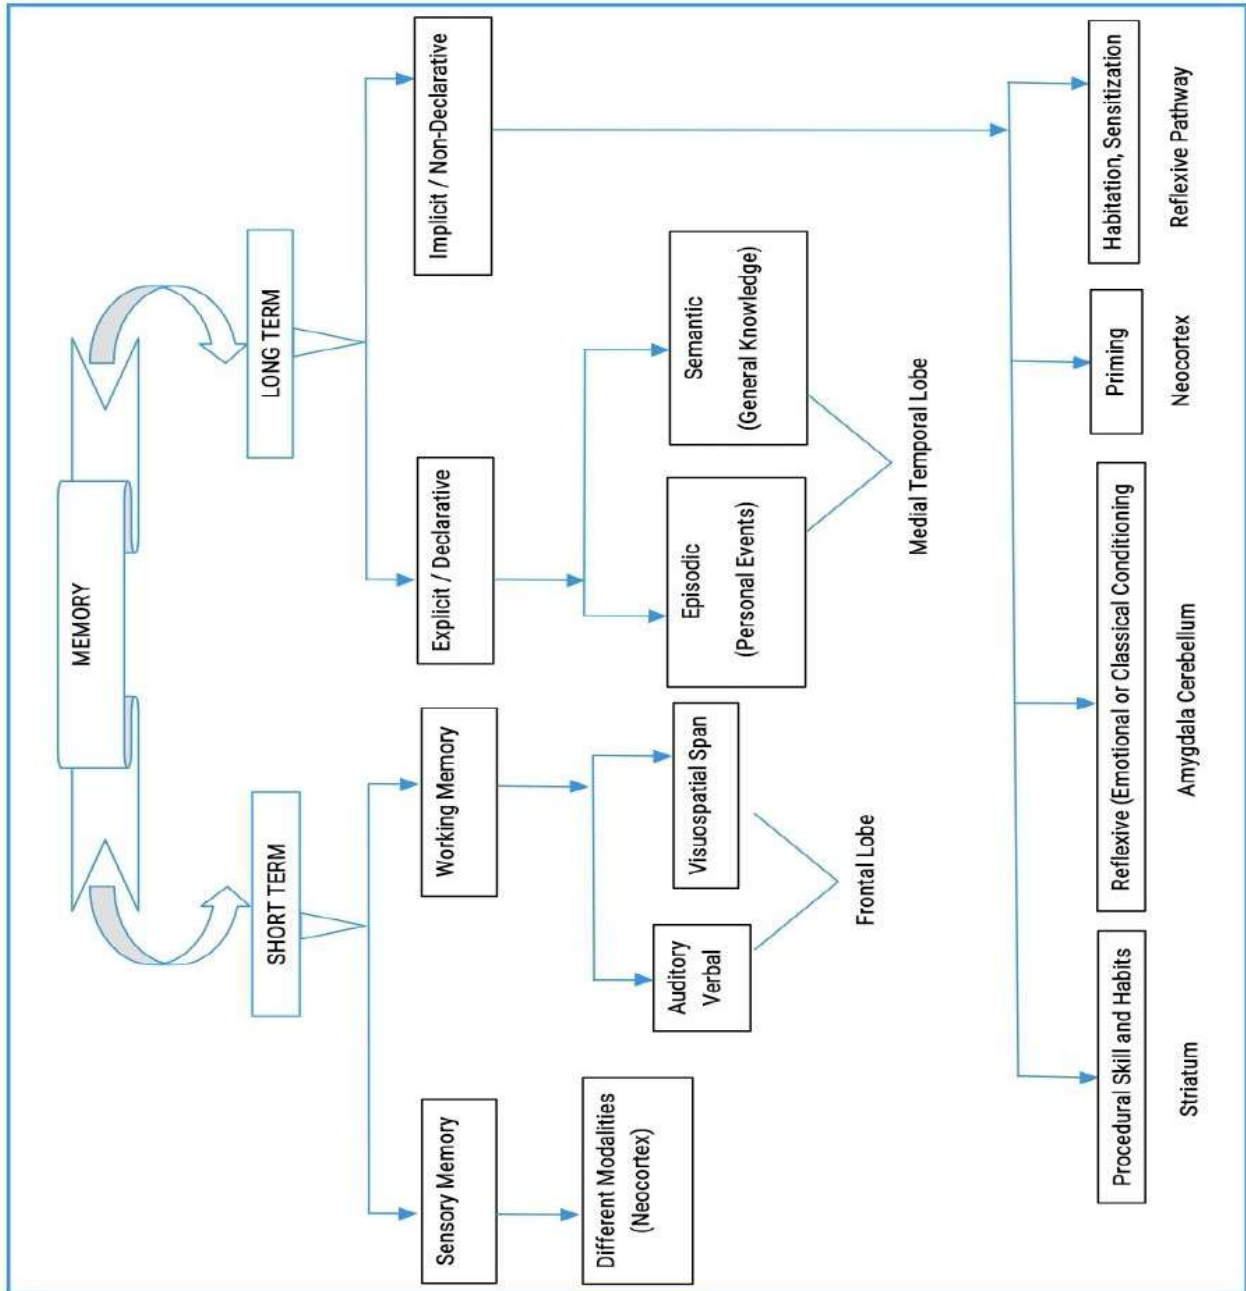 MEMORY
SHORT TERM
LONG TERM
Sensory Memory
Working Memory
Explicit / Declarative
Implicit / Non-Declarative
Different Modalities
(Neocortex)
Auditory
Verbal
Visuospatial Span
Episodic
(Personal Events)
Semantic
(General Knowledge)
Frontal Lobe
Medial Temporal Lobe
Procedural Skill and Habits
Reflexive (Emotional or Classical Conditioning
Priming
Habitation, Sensitization
Striatum
Amygdala Cerebellum
Neocortex
Reflexive Pathway